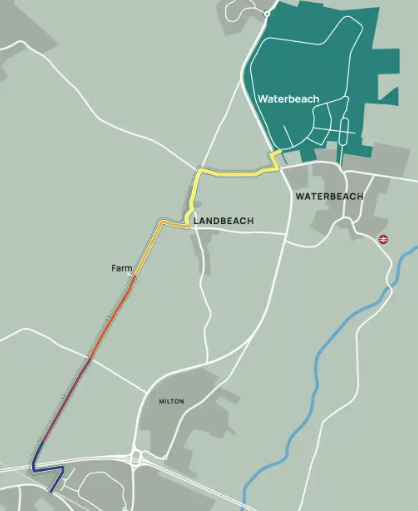 Waterbeach
WATERBEACH
LANDBEACH
Farm
MILTON